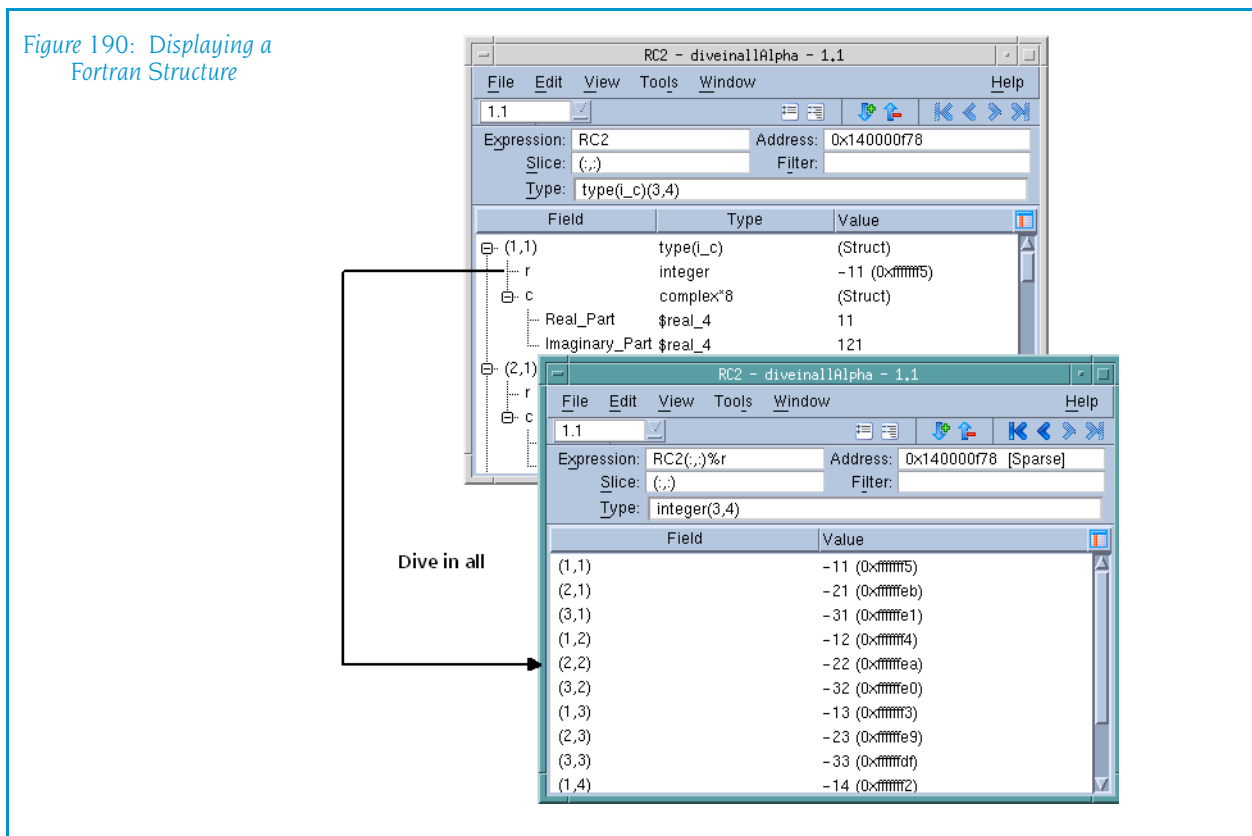 Figure 190: Displaying a
Fortran Structure
RC2 - diveinallAlpha - 1.1
File Edit View Tools Window Help
1.1
Expression: RC2 Address: 0x140000f78
Slice: (:,:) Filter:
Type: type(i_c)(3,4)
Field Type Value
(1,1) type(i_c) (Struct)
r integer -11 (0xfffffff5)
c complex*8 (Struct)
Real_Part $real_4 11
Imaginary_Part $real_4 121
(2,1)
r
c
RC2 - diveinallAlpha - 1.1
File Edit View Tools Window Help
1.1
Expression: RC2(:,:)%r Address: 0x140000f78 [Sparse]
Slice: (:,:) Filter:
Type: integer(3,4)
Field Value
Dive in all
(1,1) -11 (0xfffffff5)
(2,1) -21 (0xffffffeb)
(3,1) -31 (0xffffffe1)
(1,2) -12 (0xfffffff4)
(2,2) -22 (0xffffffea)
(3,2) -32 (0xffffffe0)
(1,3) -13 (0xfffffff3)
(2,3) -23 (0xffffffe9)
(3,3) -33 (0xffffffdf)
(1,4) -14 (0xfffffff2)